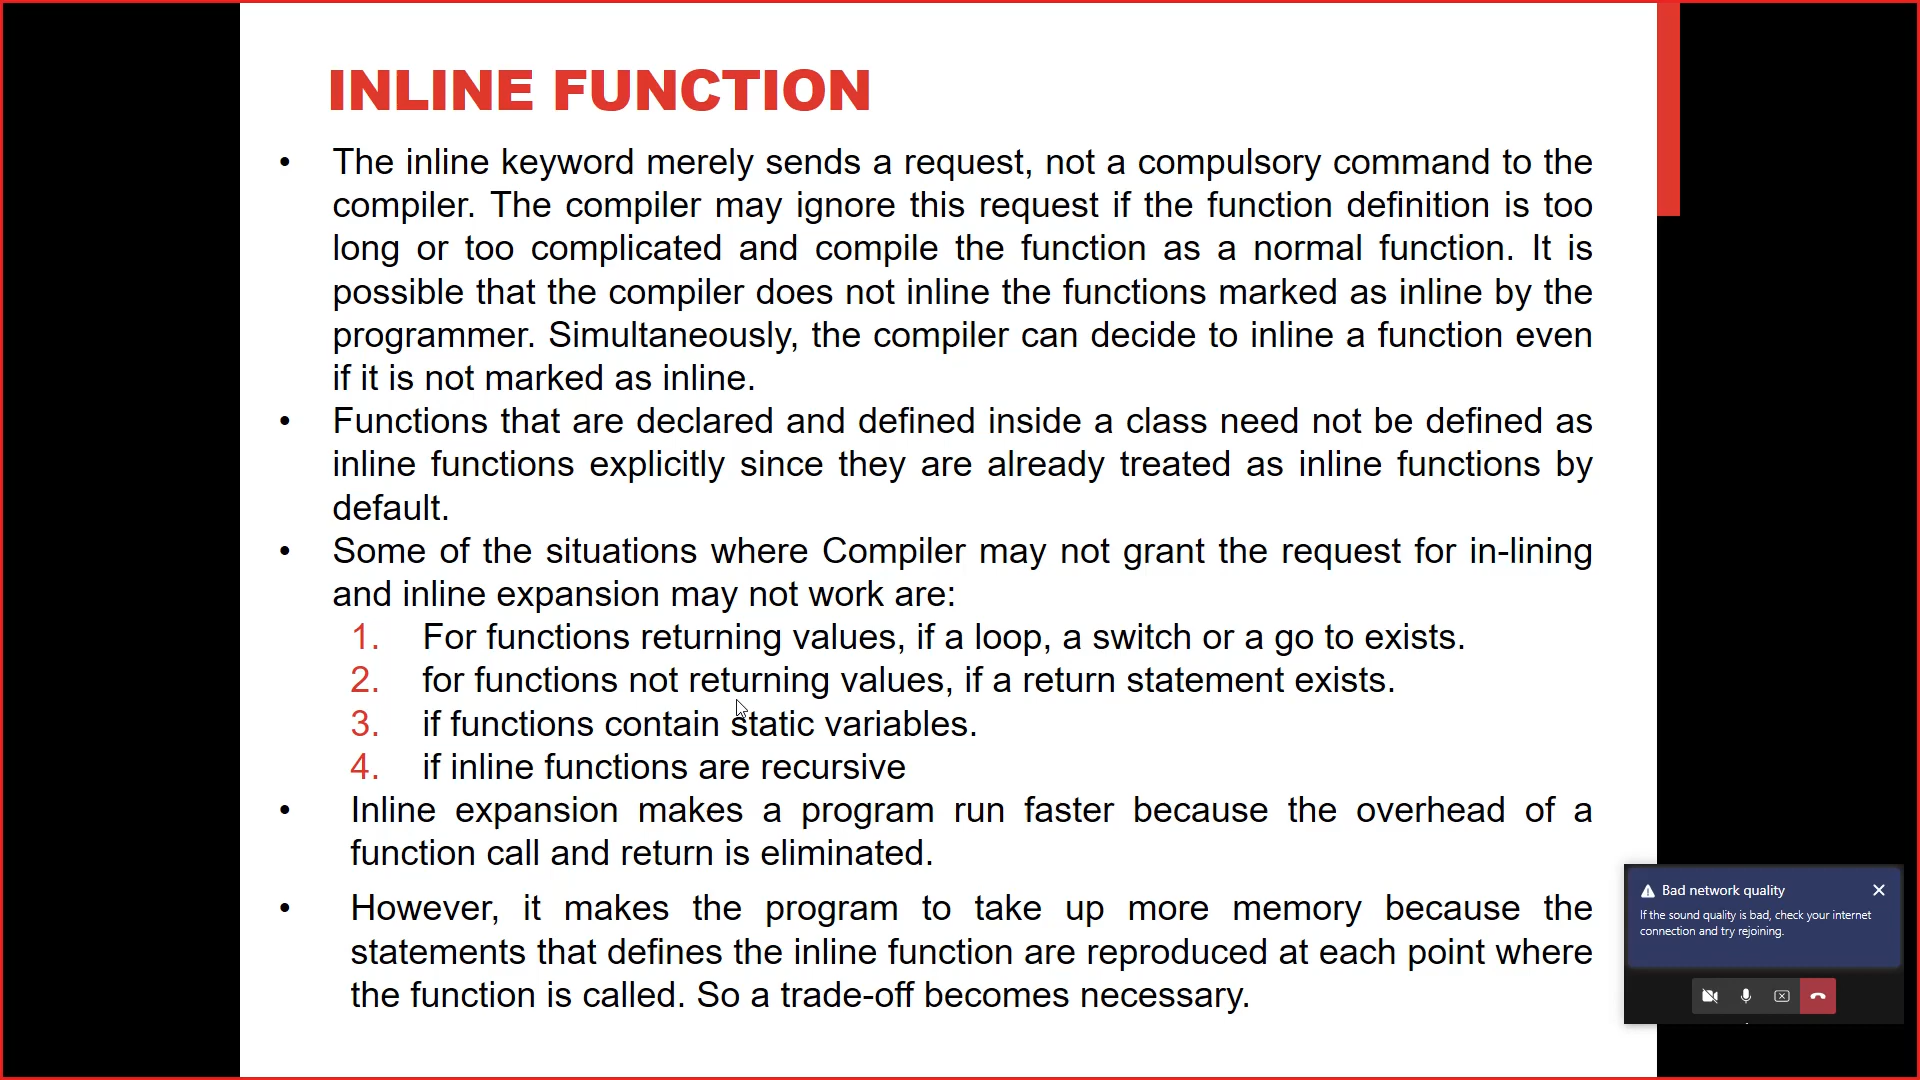 INLINE FUNCTION
• The inline keyword merely sends a request, not a compulsory command to the
compiler. The compiler may ignore this request if the function definition is too
long or too complicated and compile the function as a normal function. It is
possible that the compiler does not inline the functions marked as inline by the
programmer. Simultaneously, the compiler can decide to inline a function even
if it is not marked as inline.
• Functions that are declared and defined inside a class need not be defined as
inline functions explicitly since they are already treated as inline functions by
default.
• Some of the situations where Compiler may not grant the request for in-lining
and inline expansion may not work are:
1. For functions returning values, if a loop, a switch or a go to exists.
2. for functions not returning values, if a return statement exists.
3. if functions contain static variables.
4. if inline functions are recursive
• Inline expansion makes a program run faster because the overhead of a
function call and return is eliminated.
• However, it makes the program to take up more memory because the
statements that defines the inline function are reproduced at each point where
the function is called. So a trade-off becomes necessary.
Bad network quality
If the sound quality is bad, check your internet
connection and try rejoining.